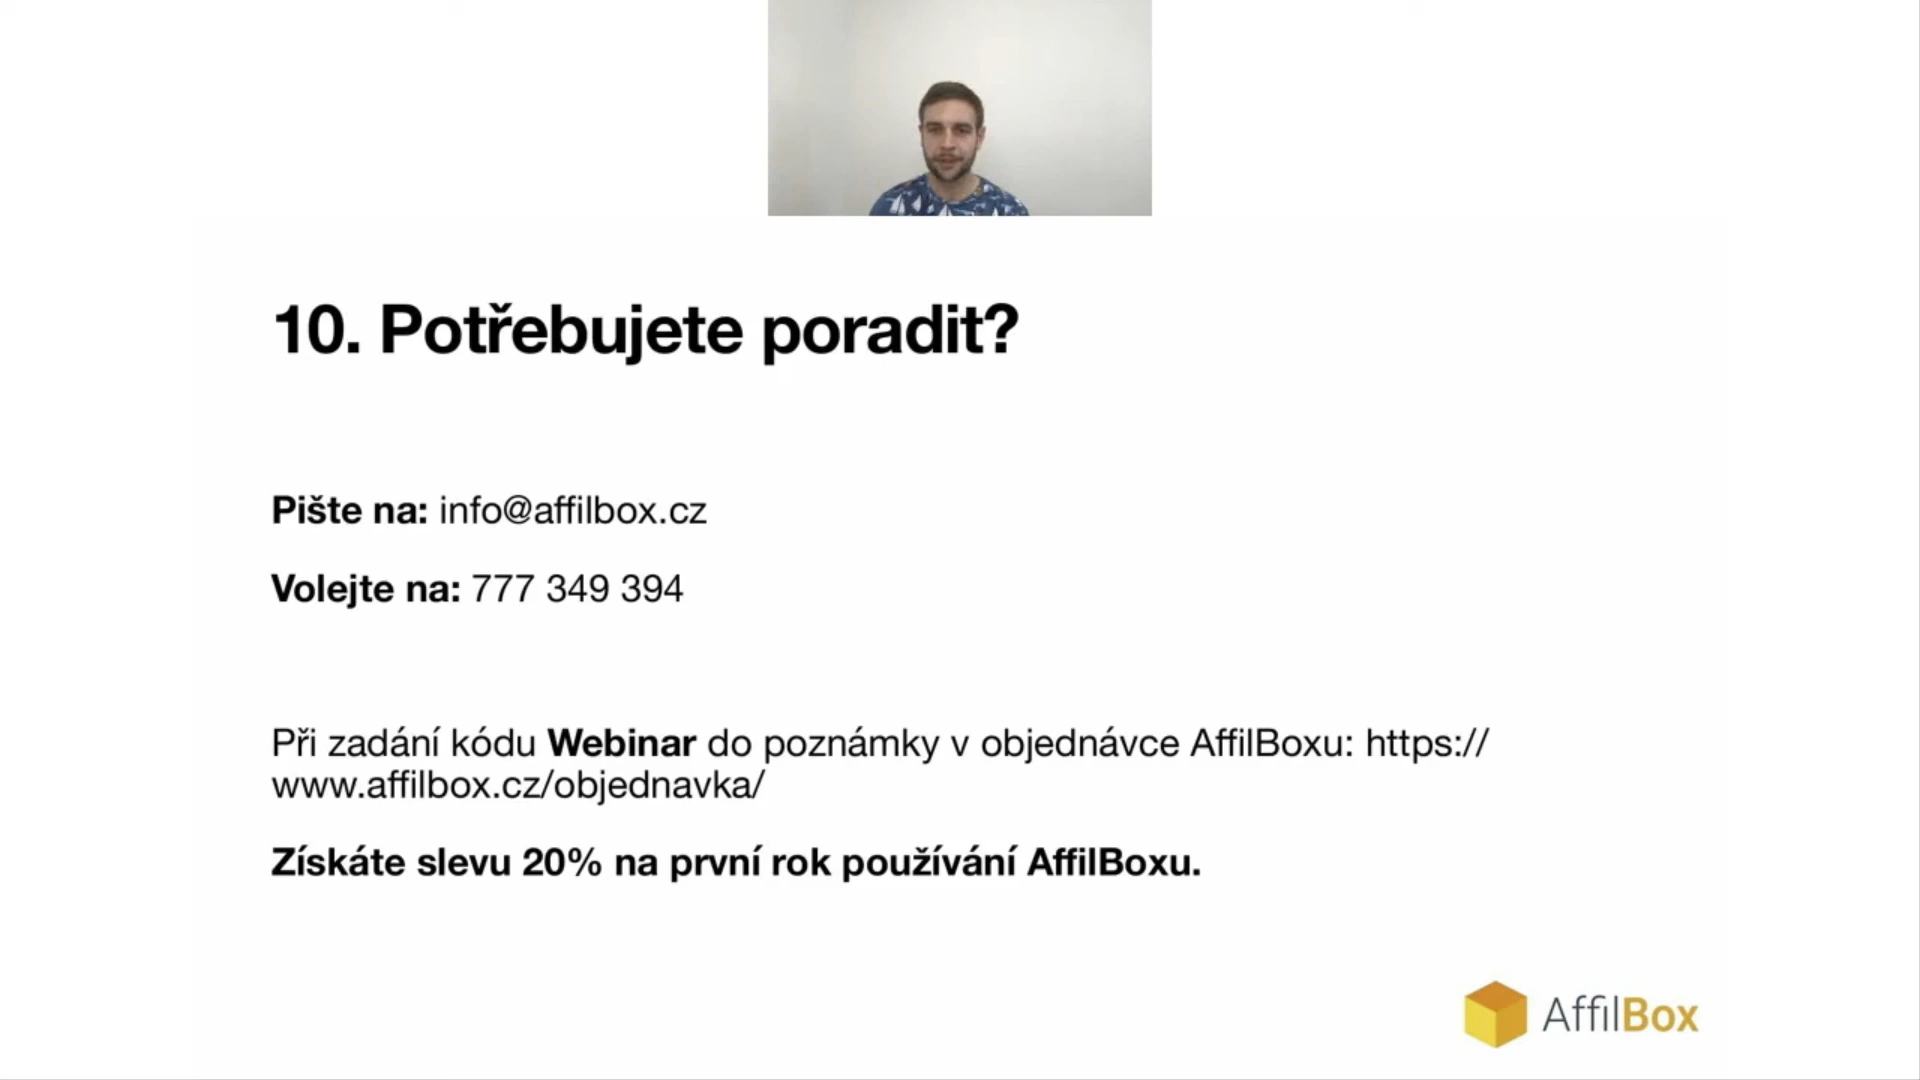 10. Potřebujete poradit?
Pište na: info@affilbox.cz
Volejte na: 777 349 394
Při zadání kódu Webinar do poznámky v objednávce AffilBoxu: https://
www.affilbox.cz/objednavka/
Získáte slevu 20% na první rok používání AffilBoxu.
AffilBox